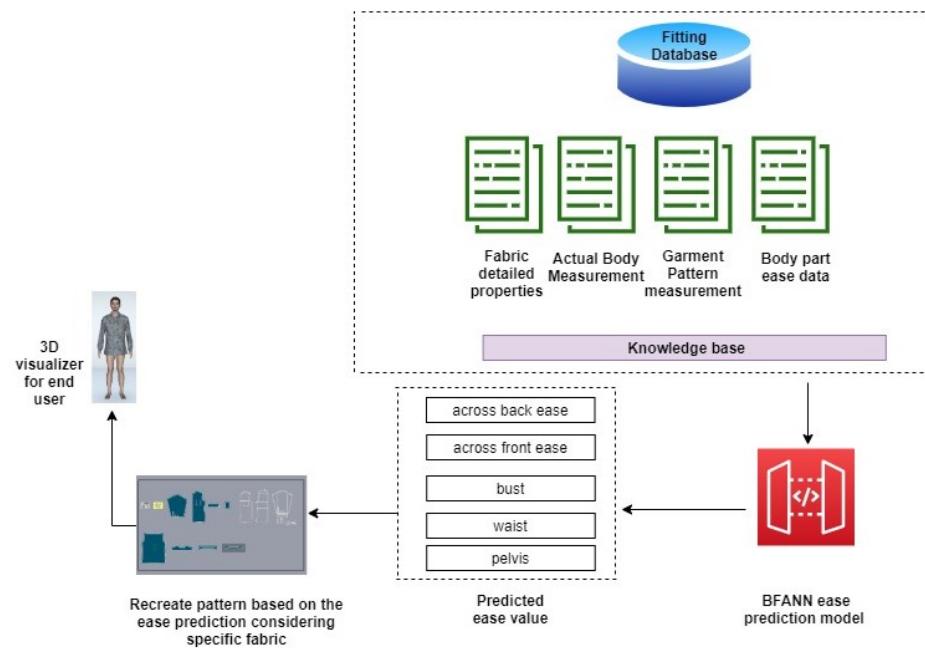 Fitting
Database
Fabric
detailed
properties
Actual Body
Measurement
Garment
Pattern
measurement
Body part
ease data
Knowledge base
3D
visualizer
for end
user
across back ease
across front ease
bust
waist
pelvis
</>
Recreate pattern based on the
ease prediction considering
specific fabric
Predicted
ease value
BFANN ease
prediction model